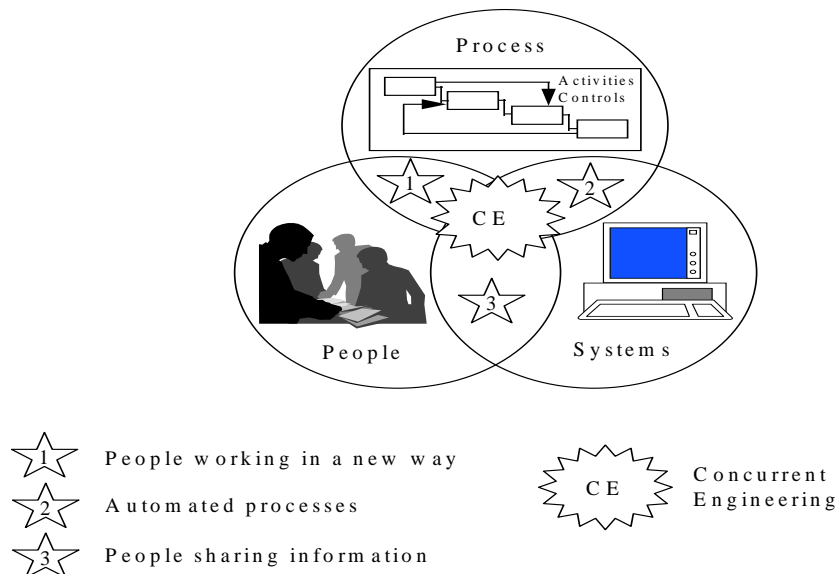 Process
Activities
Controls
1
2
CE
3
People
Systems
1 People working in a new way
2 Automated processes
3 People sharing information
CE
Concurrent
Engineering